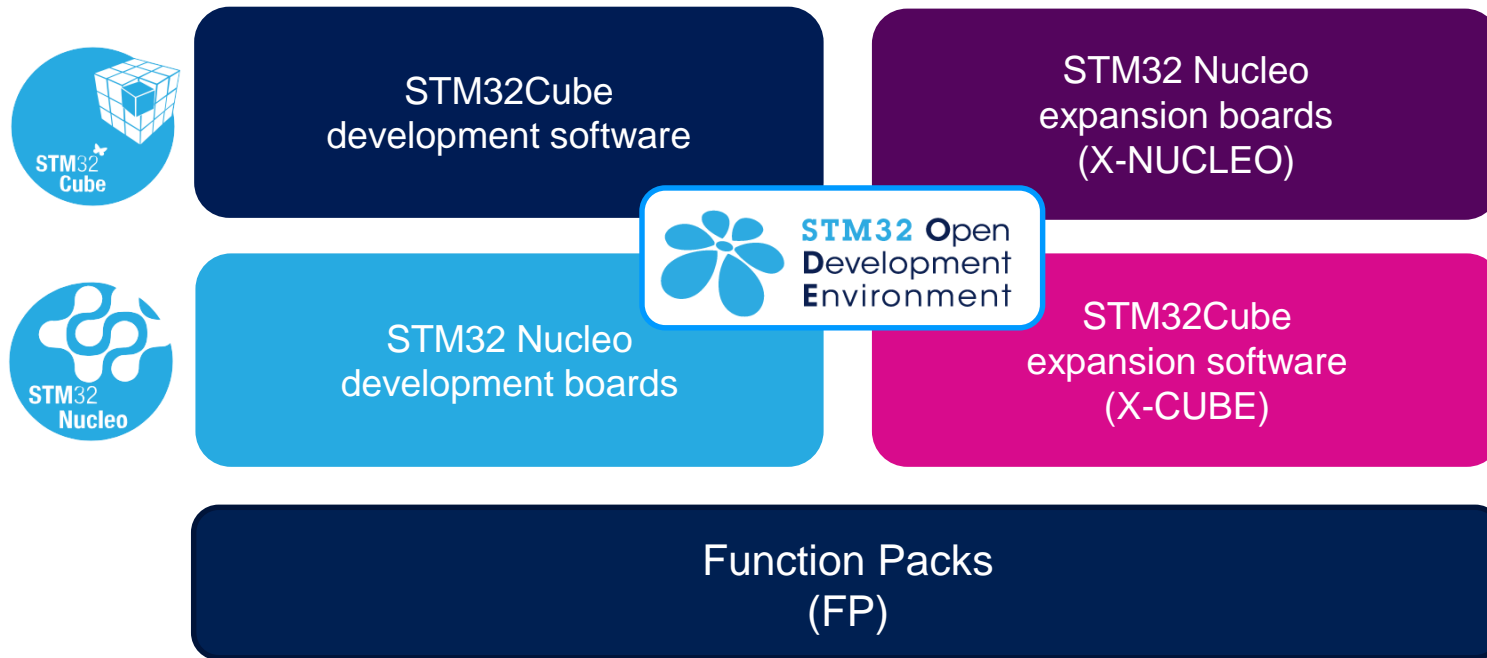 STM32Cube
development software
STM32 Nucleo
expansion boards
(X-NUCLEO)
STM32
Cube
STM32 Open
Development
Environment
STM32 Nucleo
development boards
STM32Cube
expansion software
(X-CUBE)
STM32
Nucleo
Function Packs
(FP)